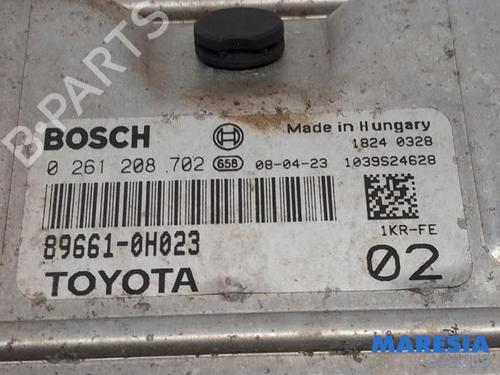 B-PARTS
BOSCH
Made in Hungary
1824 0328
0 261 208 702 658 08-04-23 1039S24628
89661-0H023
1KR-FE
TOYOTA
02
MARESIA